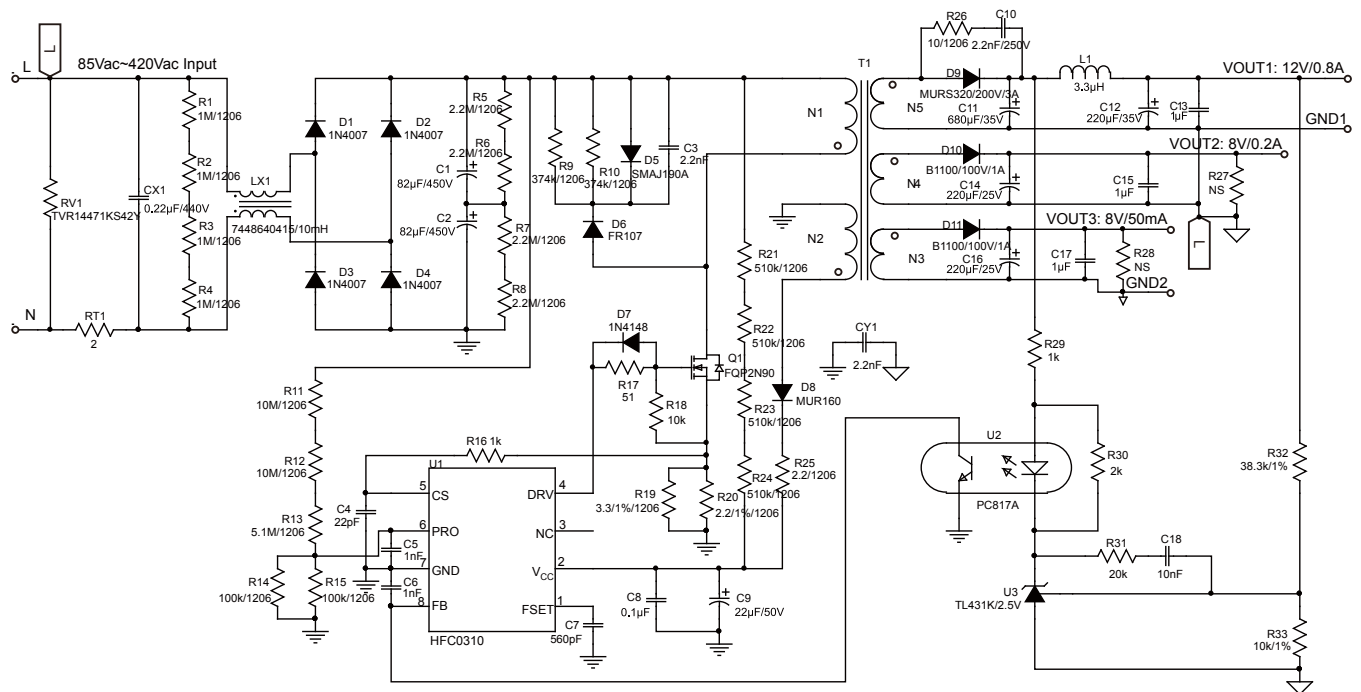 L
L
85Vac~420Vac Input
R1
1M/1206
R2
1M/1206
R3
1M/1206
R4
1M/1206
RV1
TVR14471KS42Y
CX1
0.22µF/440V
LX1
7448640415/10mH
N
RT1
2
D1
1N4007
D2
1N4007
D3
1N4007
D4
1N4007
C1
82µF/450V
C2
82µF/450V
R5
2.2M/1206
R6
2.2M/1206
R7
2.2M/1206
R8
2.2M/1206
R9
374k/1206
R10
374k/1206
D5
SMAJ190A
C3
2.2nF
D6
FR107
R21
510k/1206
R22
510k/1206
R23
510k/1206
R24
510k/1206
D7
1N4148
R17
51
R18
10k
Q1
FQP2N90
R19
3.3/1%/1206
R20
2.2/1%/1206
D8
MUR160
R25
2.2/1206
T1
N1
N2
N5
N4
N3
CY1
2.2nF
R26
10/1206
C10
2.2nF/250V
D9
MURS320/200V/3A
C11
680µF/35V
L1
3.3µH
C12
220µF/35V
C13
1µF
VOUT1: 12V/0.8A
GND1
D10
B1100/100V/1A
C14
220µF/25V
C15
1µF
VOUT2: 8V/0.2A
R27
NS
L
D11
B1100/100V/1A
C16
220µF/25V
C17
1µF
VOUT3: 8V/50mA
R28
NS
GND2
R29
1k
U2
PC817A
R30
2k
R31
20k
C18
10nF
U3
TL431K/2.5V
R32
38.3k/1%
R33
10k/1%
R11
10M/1206
R12
10M/1206
R13
5.1M/1206
R14
100k/1206
R15
100k/1206
R16 1k
C4
22pF
C5
1nF
C6
1nF
U1
5
CS
6
PRO
7
GND
8
FB
DRV
4
NC
3
VCC
2
FSET
1
HFC0310
C7
560pF
C8
0.1µF
C9
22µF/50V